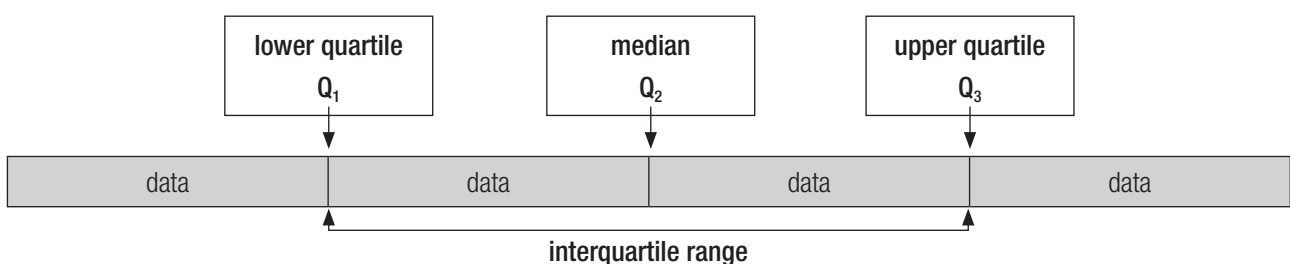 lower quartile
Q₁
median
Q₂
upper quartile
Q₃
data
data
data
data
interquartile range